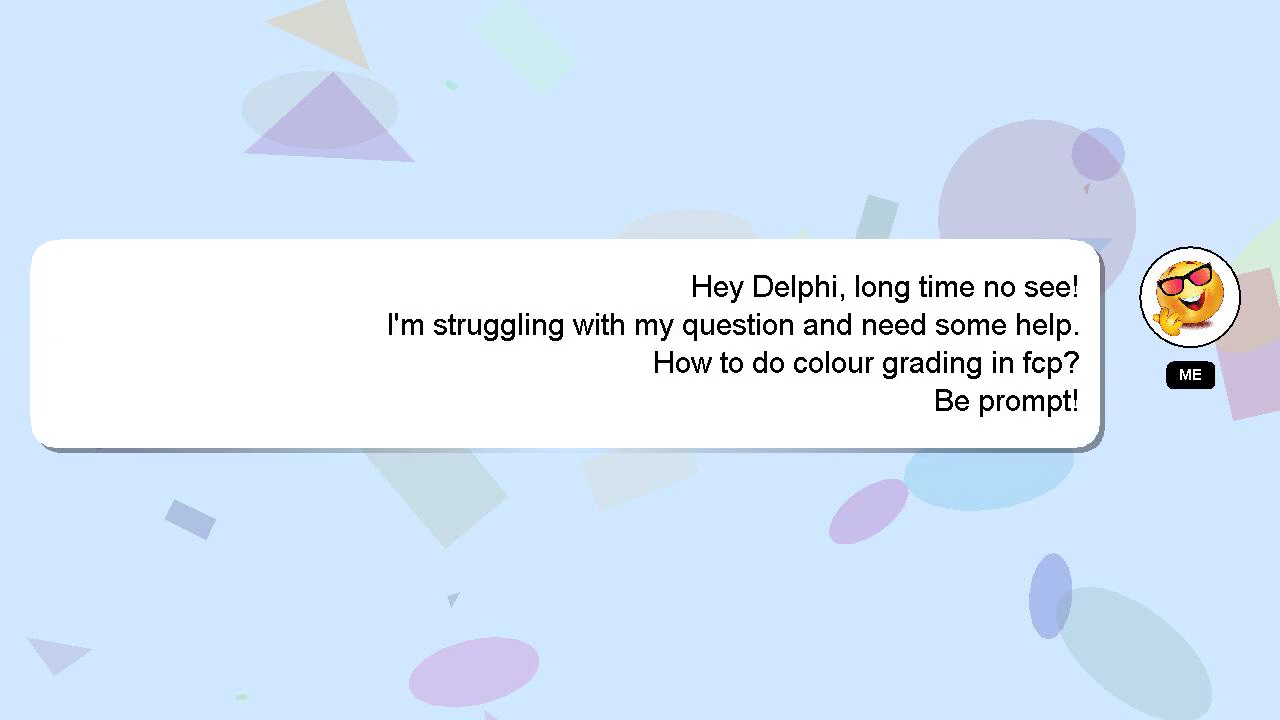 Hey Delphi, long time no see!
I'm struggling with my question and need some help.
How to do colour grading in fcp?
Be prompt!
ME